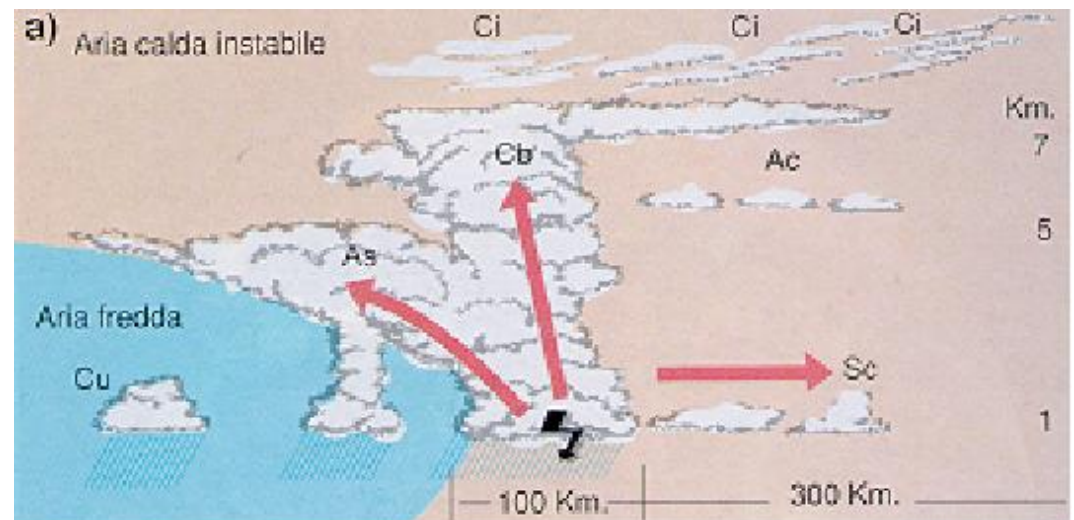 a) Aria calda instabile
Ci
Ci
Ci
Km.
7
Cb
Ac
5
As
Aria fredda
Cu
Sc
1
100 Km.
300 Km.